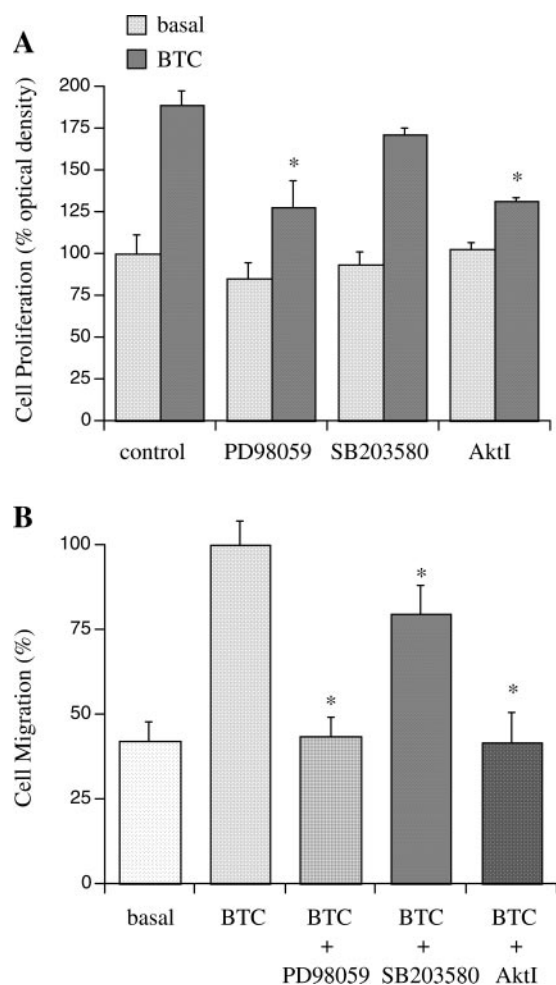 A
basal
BTC
Cell Proliferation (% optical density)
200
175
150
125
100
75
50
25
0
*
*
control PD98059 SB203580 AktI
B
Cell Migration (%)
100
75
50
25
0
*
*
*
basal BTC BTC BTC BTC
+ + +
PD98059 SB203580 AktI